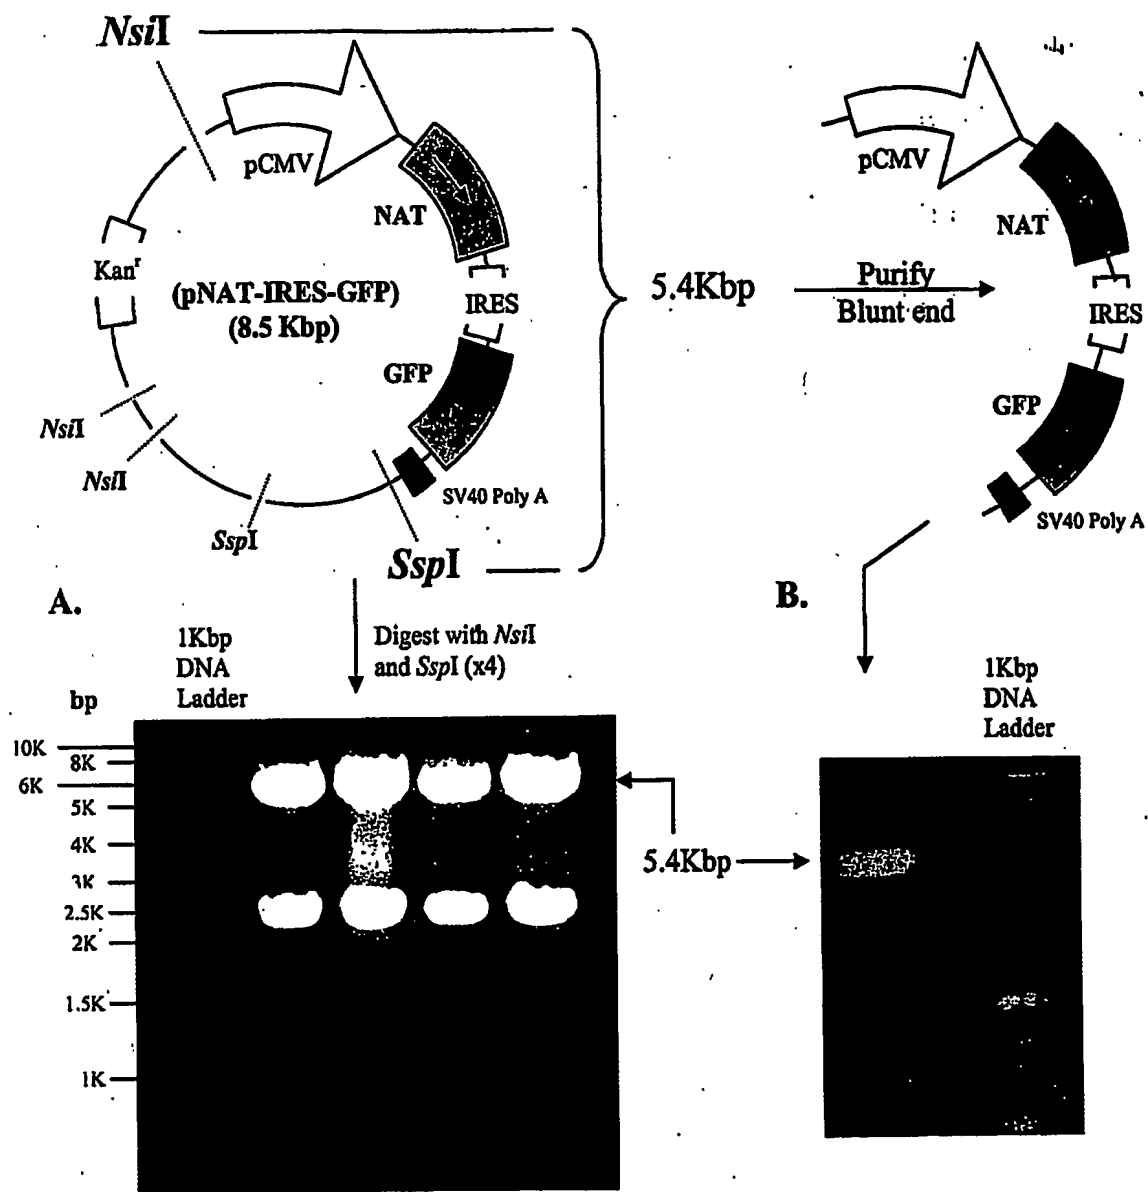 NsiI
pCMV
NAT
Kanʳ
(pNAT-IRES-GFP)
(8.5 Kbp)
IRES
GFP
NsiI
NsiI
SspI
SV40 Poly A
SspI
5.4Kbp
Purify
Blunt end
pCMV
NAT
IRES
GFP
SV40 Poly A
A.
Digest with NsiI
and SspI (x4)
1Kbp
DNA
Ladder
bp
10K
8K
6K
5K
4K
3K
2.5K
2K
1.5K
1K
5.4Kbp
B.
1Kbp
DNA
Ladder